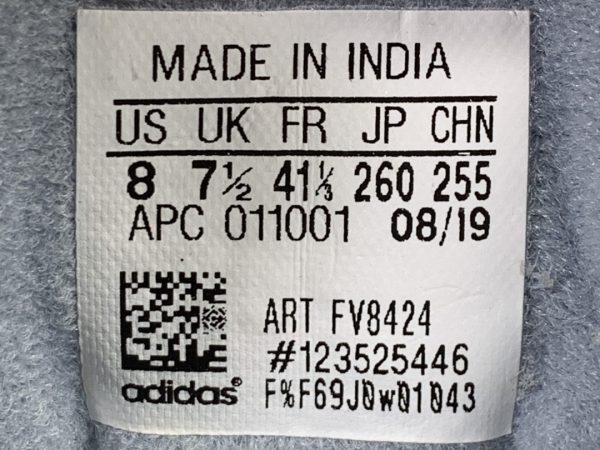 MADE IN INDIA
US UK FR JP CHN
8 7½ 41⅓ 260 255
APC 011001 08/19
ART FV8424
#123525446
adidas®
F%F69J0w01043